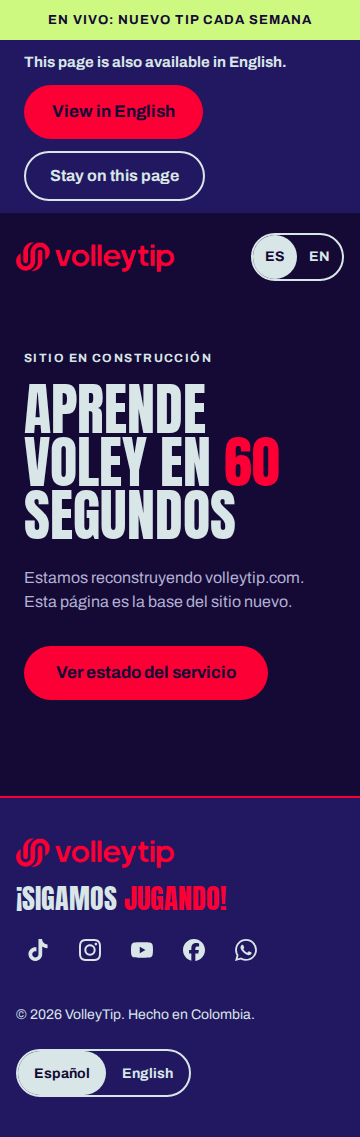 EN VIVO: NUEVO TIP CADA SEMANA
This page is also available in English.
View in English
Stay on this page
volleytip
ES EN
SITIO EN CONSTRUCCIÓN
APRENDE
VOLEY EN 60
SEGUNDOS
Estamos reconstruyendo volleytip.com.
Esta página es la base del sitio nuevo.
Ver estado del servicio
volleytip
¡SIGAMOS JUGANDO!
© 2026 VolleyTip. Hecho en Colombia.
Español English